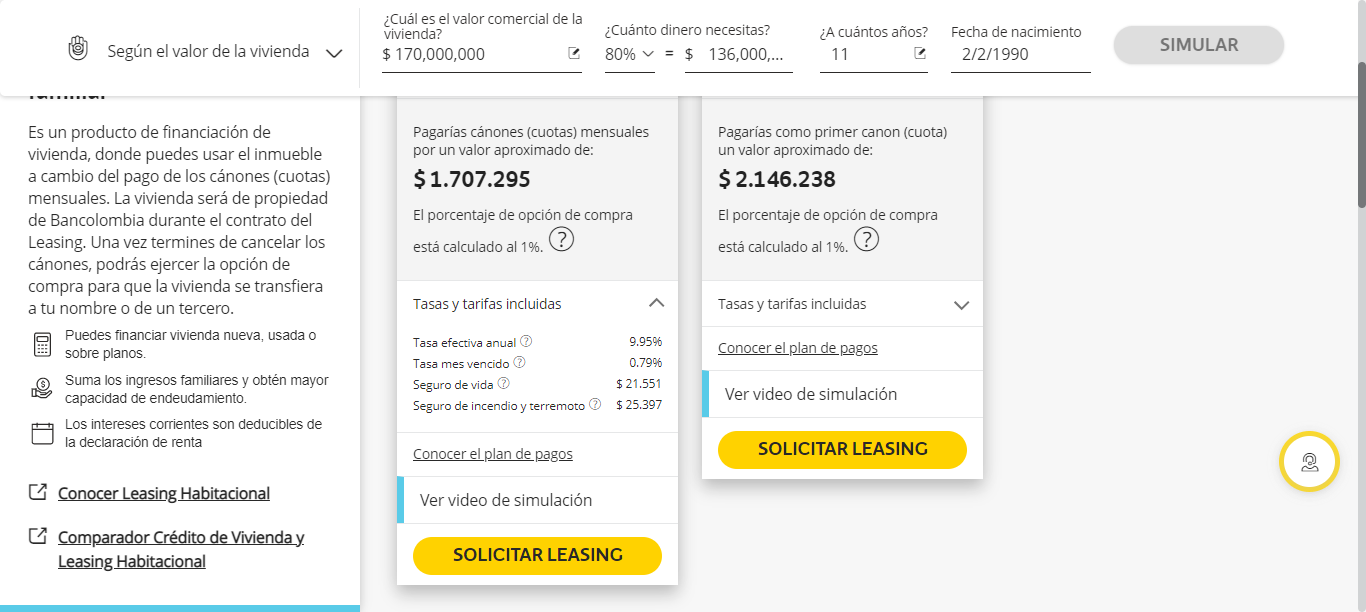 Según el valor de la vivienda
¿Cuál es el valor comercial de la
vivienda?
$ 170,000,000
¿Cuánto dinero necesitas?
80% = $ 136,000,...
¿A cuántos años?
11
Fecha de nacimiento
2/2/1990
SIMULAR
familiar
Es un producto de financiación de
vivienda, donde puedes usar el inmueble
a cambio del pago de los cánones (cuotas)
mensuales. La vivienda será de propiedad
de Bancolombia durante el contrato del
Leasing. Una vez termines de cancelar los
cánones, podrás ejercer la opción de
compra para que la vivienda se transfiera
a tu nombre o de un tercero.
Puedes financiar vivienda nueva, usada o
sobre planos.
Suma los ingresos familiares y obtén mayor
capacidad de endeudamiento.
Los intereses corrientes son deducibles de
la declaración de renta
Conocer Leasing Habitacional
Comparador Crédito de Vivienda y
Leasing Habitacional
Pagarías cánones (cuotas) mensuales
por un valor aproximado de:
$ 1.707.295
El porcentaje de opción de compra
está calculado al 1%. ?
Tasas y tarifas incluidas
Tasa efectiva anual ? 9.95%
Tasa mes vencido ? 0.79%
Seguro de vida ? $ 21.551
Seguro de incendio y terremoto ? $ 25.397
Conocer el plan de pagos
Ver video de simulación
SOLICITAR LEASING
Pagarías como primer canon (cuota)
un valor aproximado de:
$ 2.146.238
El porcentaje de opción de compra
está calculado al 1%. ?
Tasas y tarifas incluidas
Conocer el plan de pagos
Ver video de simulación
SOLICITAR LEASING